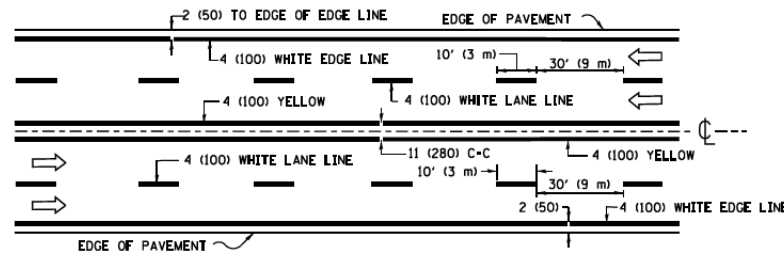 2 (50) TO EDGE OF EDGE LINE
EDGE OF PAVEMENT
4 (100) WHITE EDGE LINE
10' (3 m)
30' (9 m)
4 (100) YELLOW
4 (100) WHITE LANE LINE
℄
4 (100) WHITE LANE LINE
11 (280) C-C
4 (100) YELLOW
10' (3 m)
30' (9 m)
2 (50)
4 (100) WHITE EDGE LINE
EDGE OF PAVEMENT